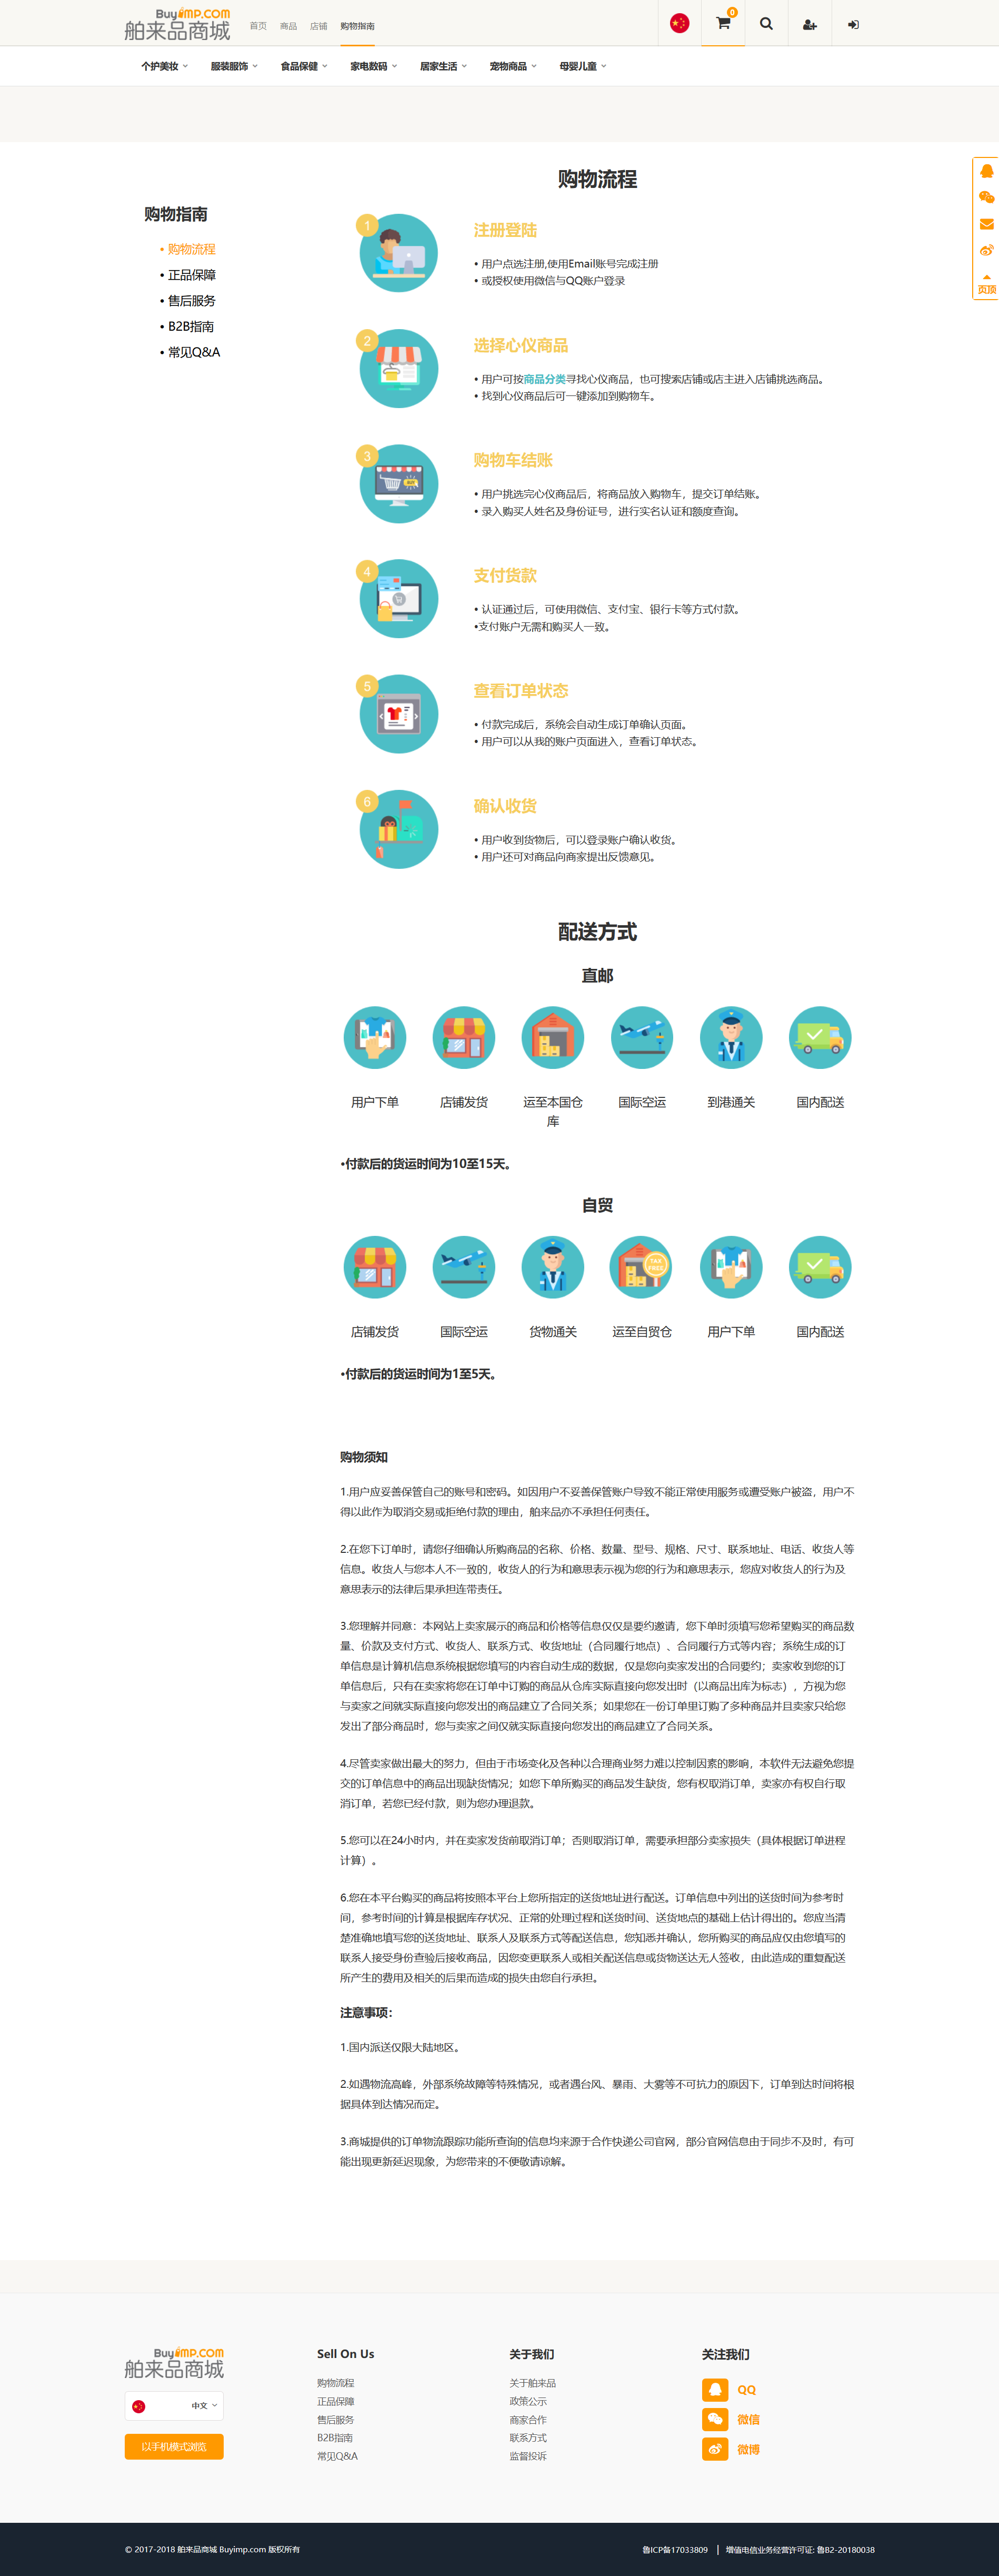 Buyimp.COM
舶来品商城
首页 商品 店铺 购物指南
0
个护美妆 服装服饰 食品保健 家电数码 居家生活 宠物商品 母婴儿童
购物流程
购物指南
• 购物流程
• 正品保障
• 售后服务
• B2B指南
• 常见Q&A
页顶
1
注册登陆
• 用户点选注册,使用Email账号完成注册
• 或授权使用微信与QQ账户登录
2
选择心仪商品
• 用户可按商品分类寻找心仪商品，也可搜索店铺或店主进入店铺挑选商品。
• 找到心仪商品后可一键添加到购物车。
3
BUY
购物车结账
• 用户挑选完心仪商品后，将商品放入购物车，提交订单结账。
• 录入购买人姓名及身份证号，进行实名认证和额度查询。
4
支付货款
• 认证通过后，可使用微信、支付宝、银行卡等方式付款。
•支付账户无需和购买人一致。
5
查看订单状态
• 付款完成后，系统会自动生成订单确认页面。
• 用户可以从我的账户页面进入，查看订单状态。
6
确认收货
• 用户收到货物后，可以登录账户确认收货。
• 用户还可对商品向商家提出反馈意见。
配送方式
直邮
用户下单 店铺发货 运至本国仓库 国际空运 到港通关 国内配送
•付款后的货运时间为10至15天。
自贸
TAX FREE
店铺发货 国际空运 货物通关 运至自贸仓 用户下单 国内配送
•付款后的货运时间为1至5天。
购物须知
1.用户应妥善保管自己的账号和密码。如因用户不妥善保管账户导致不能正常使用服务或遭受账户被盗，用户不
得以此作为取消交易或拒绝付款的理由，舶来品亦不承担任何责任。
2.在您下订单时，请您仔细确认所购商品的名称、价格、数量、型号、规格、尺寸、联系地址、电话、收货人等
信息。收货人与您本人不一致的，收货人的行为和意思表示视为您的行为和意思表示，您应对收货人的行为及
意思表示的法律后果承担连带责任。
3.您理解并同意：本网站上卖家展示的商品和价格等信息仅仅是要约邀请，您下单时须填写您希望购买的商品数
量、价款及支付方式、收货人、联系方式、收货地址（合同履行地点）、合同履行方式等内容；系统生成的订
单信息是计算机信息系统根据您填写的内容自动生成的数据，仅是您向卖家发出的合同要约；卖家收到您的订
单信息后，只有在卖家将您在订单中订购的商品从仓库实际直接向您发出时（以商品出库为标志），方视为您
与卖家之间就实际直接向您发出的商品建立了合同关系；如果您在一份订单里订购了多种商品并且卖家只给您
发出了部分商品时，您与卖家之间仅就实际直接向您发出的商品建立了合同关系。
4.尽管卖家做出最大的努力，但由于市场变化及各种以合理商业努力难以控制因素的影响，本软件无法避免您提
交的订单信息中的商品出现缺货情况；如您下单所购买的商品发生缺货，您有权取消订单，卖家亦有权自行取
消订单，若您已经付款，则为您办理退款。
5.您可以在24小时内，并在卖家发货前取消订单；否则取消订单，需要承担部分卖家损失（具体根据订单进程
计算）。
6.您在本平台购买的商品将按照本平台上您所指定的送货地址进行配送。订单信息中列出的送货时间为参考时
间，参考时间的计算是根据库存状况、正常的处理过程和送货时间、送货地点的基础上估计得出的。您应当清
楚准确地填写您的送货地址、联系人及联系方式等配送信息，您知悉并确认，您所购买的商品应仅由您填写的
联系人接受身份查验后接收商品，因您变更联系人或相关配送信息或货物送达无人签收，由此造成的重复配送
所产生的费用及相关的后果而造成的损失由您自行承担。
注意事项：
1.国内派送仅限大陆地区。
2.如遇物流高峰，外部系统故障等特殊情况，或者遇台风、暴雨、大雾等不可抗力的原因下，订单到达时间将根
据具体到达情况而定。
3.商城提供的订单物流跟踪功能所查询的信息均来源于合作快递公司官网，部分官网信息由于同步不及时，有可
能出现更新延迟现象，为您带来的不便敬请谅解。
Buyimp.COM
舶来品商城
中文
以手机模式浏览
Sell On Us
购物流程
正品保障
售后服务
B2B指南
常见Q&A
关于我们
关于舶来品
政策公示
商家合作
联系方式
监督投诉
关注我们
QQ
微信
微博
© 2017-2018 舶来品商城 Buyimp.com 版权所有
鲁ICP备17033809 | 增值电信业务经营许可证: 鲁B2-20180038